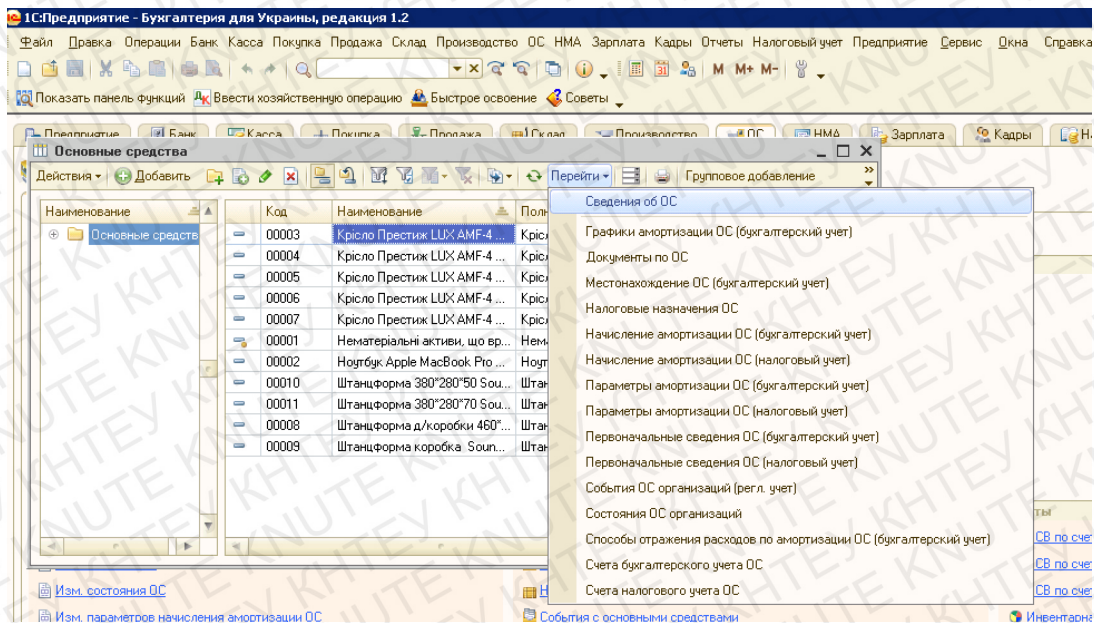 1С:Предприятие - Бухгалтерия для Украины, редакция 1.2
Файл Правка Операции Банк Касса Покупка Продажа Склад Производство ОС НМА Зарплата Кадры Отчеты Налоговый учет Предприятие Сервис Окна Справка
M M+ M-
Показать панель функций Ввести хозяйственную операцию Быстрое освоение Советы
Предприятие Банк Касса Покупка Продажа Склад Производство ОС НМА Зарплата Кадры
Основные средства
Действия Добавить Перейти Групповое добавление
Наименование Код Наименование
Основные средств
00003 Крісло Престиж LUX AMF-4 ...
00004 Крісло Престиж LUX AMF-4 ...
00005 Крісло Престиж LUX AMF-4 ...
00006 Крісло Престиж LUX AMF-4 ...
00007 Крісло Престиж LUX AMF-4 ...
00001 Нематеріальні активи, що вр...
00002 Ноутбук Apple MacBook Pro ...
00010 Штанцформа 380*280*50 Sou...
00011 Штанцформа 380*280*70 Sou...
00008 Штанцформа д/коробки 460*...
00009 Штанцформа коробка Soun...
Сведения об ОС
Графики амортизации ОС (бухгалтерский учет)
Документы по ОС
Местонахождение ОС (бухгалтерский учет)
Налоговые назначения ОС
Начисление амортизации ОС (бухгалтерский учет)
Начисление амортизации ОС (налоговый учет)
Параметры амортизации ОС (бухгалтерский учет)
Параметры амортизации ОС (налоговый учет)
Первоначальные сведения ОС (бухгалтерский учет)
Первоначальные сведения ОС (налоговый учет)
События ОС организаций (регл. учет)
Состояния ОС организаций
Способы отражения расходов по амортизации ОС (бухгалтерский учет)
Счета бухгалтерского учета ОС
Счета налогового учета ОС
Изм. состояния ОС
Изм. параметров начисления амортизации ОС
События с основными средствами